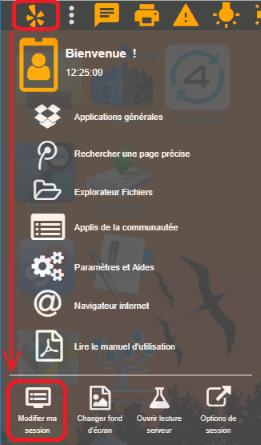 Bienvenue !
12:25:09
Applications générales
Rechercher une page précise
Explorateur Fichiers
Applis de la communautée
Paramètres et Aides
Navigateur internet
Lire le manuel d'utilisation
Modifier ma
session
Changer fond
d'écran
Ouvrir lecture
serveur
Options de
session